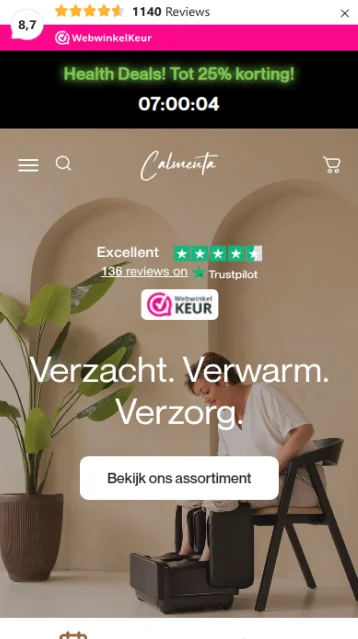 8,7
1140 Reviews
WebwinkelKeur
Health Deals! Tot 25% korting!
07:00:04
Calmenta
Excellent
136 reviews on Trustpilot
Webwinkel
KEUR
Verzacht. Verwarm.
Verzorg.
Bekijk ons assortiment